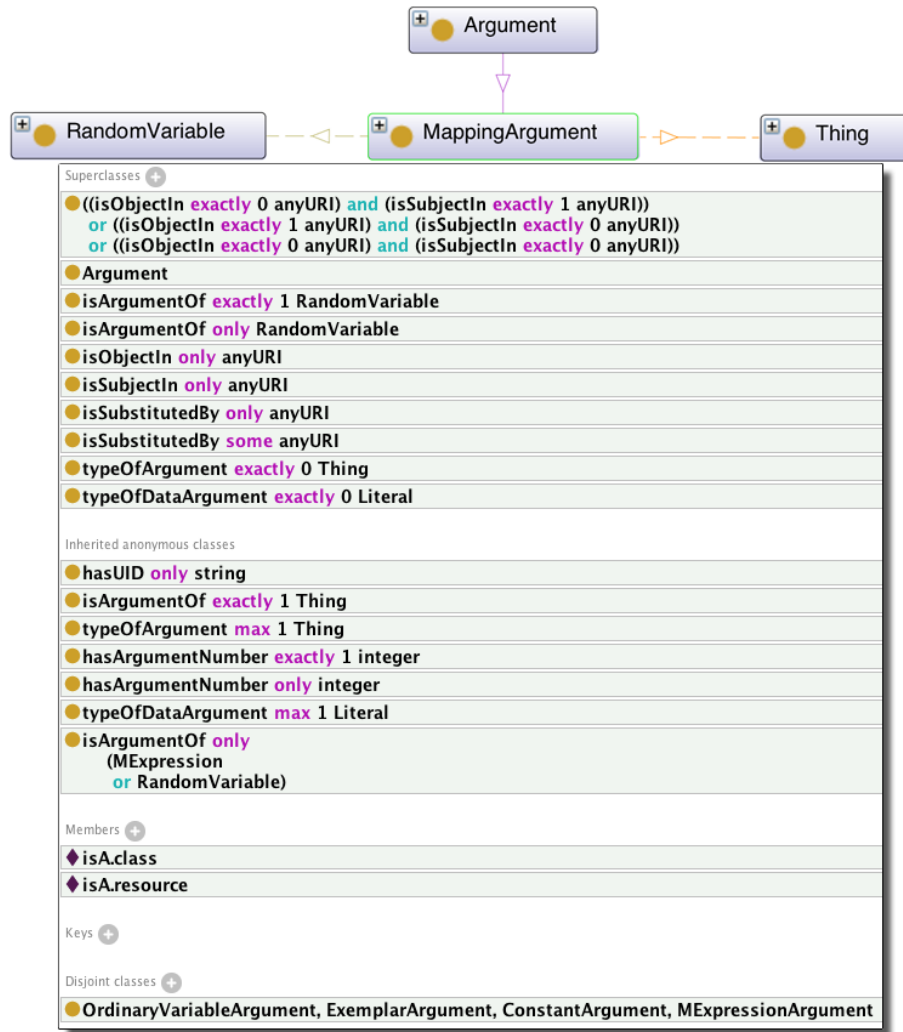 Argument
RandomVariable
MappingArgument
Thing
Superclasses
((isObjectIn exactly 0 anyURI) and (isSubjectIn exactly 1 anyURI))
or ((isObjectIn exactly 1 anyURI) and (isSubjectIn exactly 0 anyURI))
or ((isObjectIn exactly 0 anyURI) and (isSubjectIn exactly 0 anyURI))
Argument
isArgumentOf exactly 1 RandomVariable
isArgumentOf only RandomVariable
isObjectIn only anyURI
isSubjectIn only anyURI
isSubstitutedBy only anyURI
isSubstitutedBy some anyURI
typeOfArgument exactly 0 Thing
typeOfDataArgument exactly 0 Literal
Inherited anonymous classes
hasUID only string
isArgumentOf exactly 1 Thing
typeOfArgument max 1 Thing
hasArgumentNumber exactly 1 integer
hasArgumentNumber only integer
typeOfDataArgument max 1 Literal
isArgumentOf only
(MExpression
or RandomVariable)
Members
isA.class
isA.resource
Keys
Disjoint classes
OrdinaryVariableArgument, ExemplarArgument, ConstantArgument, MExpressionArgument